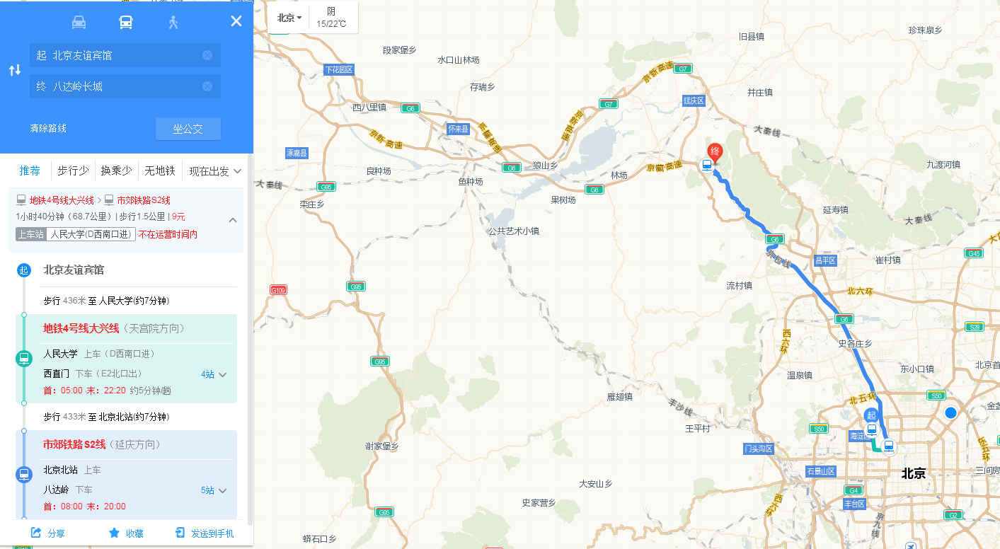 起 北京友谊宾馆
终 八达岭长城
清除路线
坐公交
推荐
步行少
换乘少
无地铁
现在出发
地铁4号线大兴线 > 市郊铁路S2线
1小时40分钟（68.7公里）| 步行1.5公里 | 9元
上车站 人民大学(D西南口进) 不在运营时间内
起 北京友谊宾馆
步行 436米 至 人民大学(约7分钟)
地铁4号线大兴线（天宫院方向）
人民大学 上车（D西南口进）
西直门 下车（E2北口出）
4站
首：05:00 末：22:20 约5分钟/趟
步行 433米 至 北京北站(约7分钟)
市郊铁路S2线（延庆方向）
北京北站 上车
八达岭 下车
5站
首：08:00 末：20:00
分享
收藏
发送到手机
北京
阴
15/22℃
旧县镇
珍珠泉乡
段家堡乡
水口山林场
下花园区
G7
京新高速
存瑞乡
井庄镇
延庆区
G7
西八里镇
G6
怀来县
京新高速
京藏高速
京新高速
大秦线
涿鹿县
终
九渡河镇
良种场
G6
狼山乡
京藏高速
林场
大秦线
G95
鱼种场
G6
果树场
栾庄乡
延寿镇
大秦线
公共艺术小镇
G6
京包线
G45
昌平区
崔村镇
G95
G109
流村镇
北六环
G6
S28
西六环
史各庄乡
G95
东小口镇
北京首
温泉镇
雁翅镇
北五环
S50
丰沙线
起
王平村
S50
海淀区
谢家堡乡
门头沟区
东五环
石景山区
北京
三间房
大安山乡
G4
史家营乡
西六环
丰台区
G95
京九线
G2
蟒石口乡